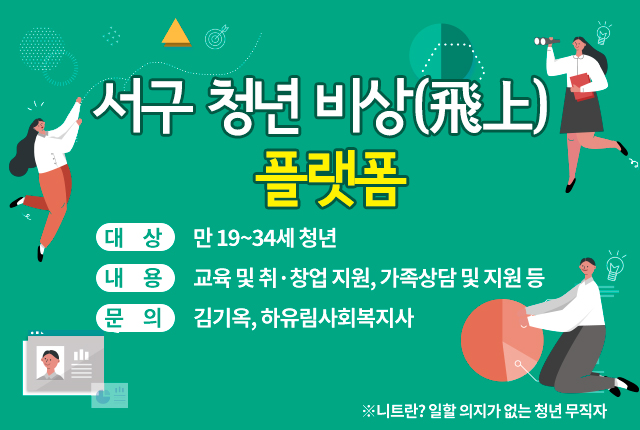 서구 청년 비상(飛上)
플랫폼
대 상 만 19~34세 청년
내 용 교육 및 취·창업 지원, 가족상담 및 지원 등
문 의 김기옥, 하유림사회복지사
※니트란? 일할 의지가 없는 청년 무직자